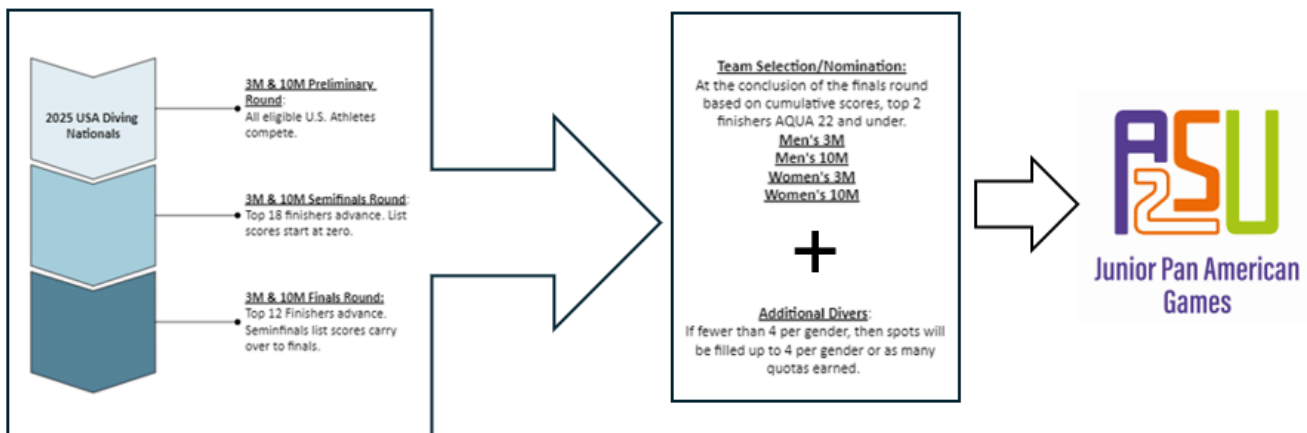 2025 USA Diving
Nationals
3M & 10M Preliminary
Round:
All eligible U.S. Athletes
compete.
3M & 10M Semifinals Round:
Top 18 finishers advance. List
scores start at zero.
3M & 10M Finals Round:
Top 12 Finishers advance.
Seminfinals list scores carry
over to finals.
Team Selection/Nomination:
At the conclusion of the finals round
based on cumulative scores, top 2
finishers AQUA 22 and under.
Men's 3M
Men's 10M
Women's 3M
Women's 10M
+
Additional Divers:
If fewer than 4 per gender, then spots will
be filled up to 4 per gender or as many
quotas earned.
ASU
2
Junior Pan American
Games